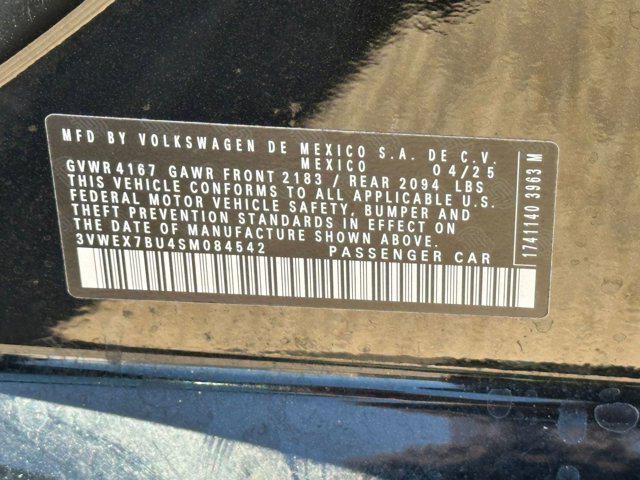 MFD BY VOLKSWAGEN DE MEXICO S.A. DE C.V.
MEXICO 04/25
GVWR 4167 GAWR FRONT 2183 / REAR 2094 LBS
THIS VEHICLE CONFORMS TO ALL APPLICABLE U.S.
FEDERAL MOTOR VEHICLE SAFETY, BUMPER AND
THEFT PREVENTION STANDARDS IN EFFECT ON
THE DATE OF MANUFACTURE SHOWN ABOVE.
3VWEX7BU4SM084542 PASSENGER CAR
1741140 3963 M